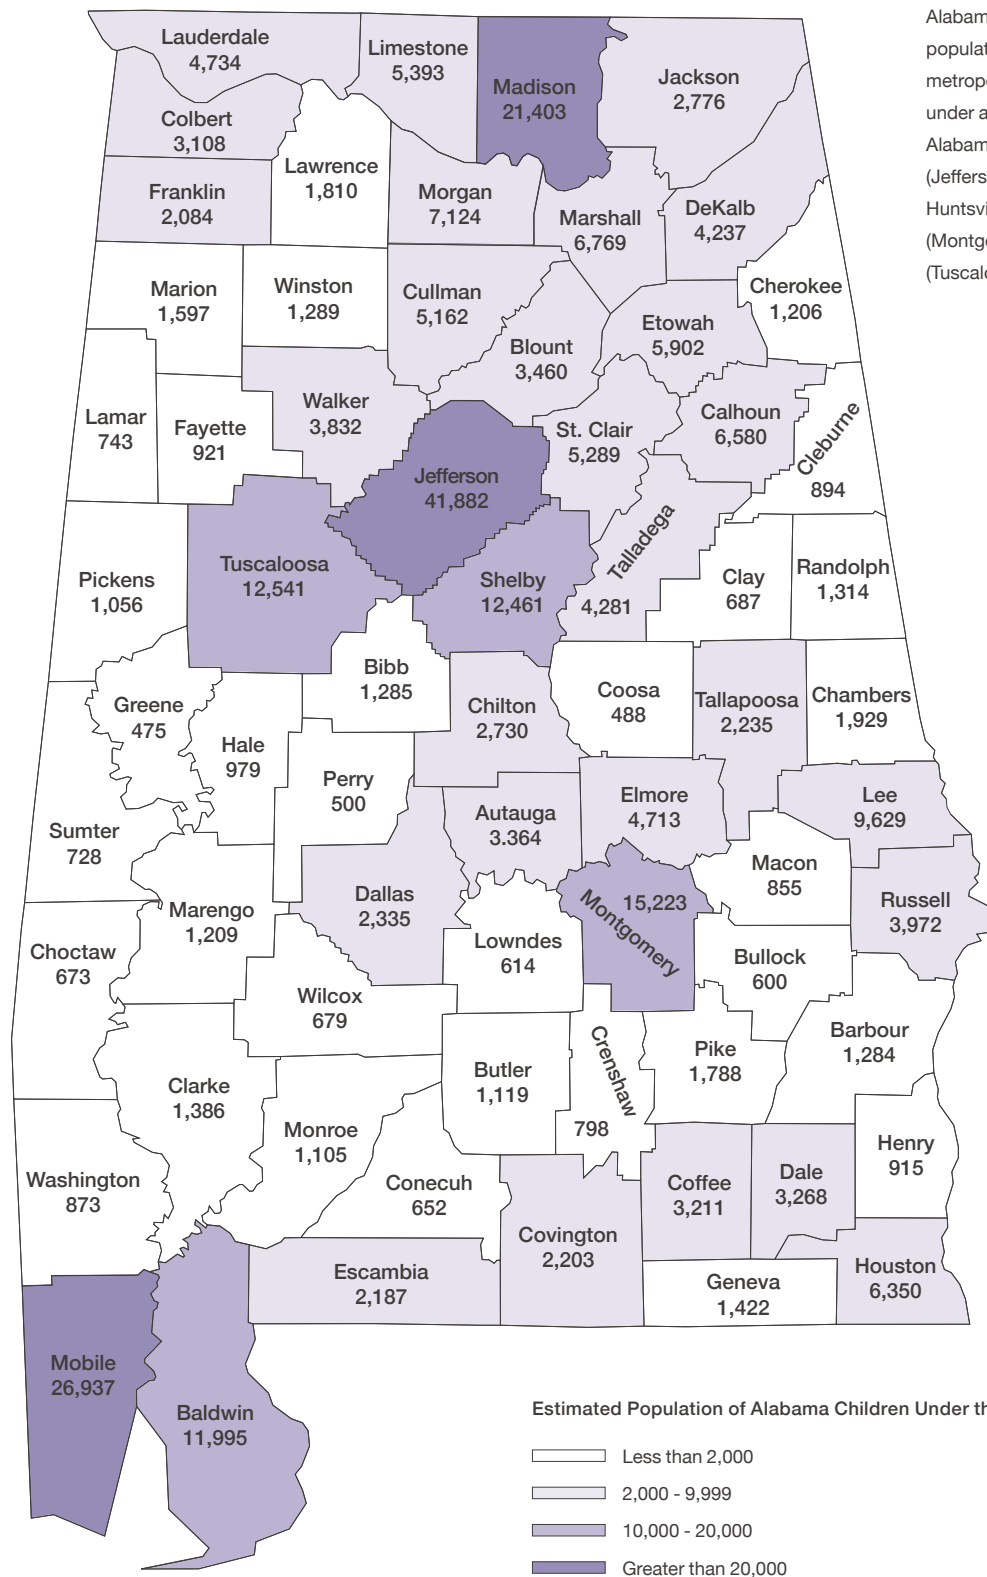 Lauderdale
4,734
Limestone
5,393
Madison
21,403
Jackson
2,776
Colbert
3,108
Lawrence
1,810
Franklin
2,084
Morgan
7,124
Marshall
6,769
DeKalb
4,237
Cherokee
1,206
Marion
1,597
Winston
1,289
Cullman
5,162
Etowah
5,902
Blount
3,460
Lamar
743
Fayette
921
Walker
3,832
St. Clair
5,289
Calhoun
6,580
Cleburne
894
Jefferson
41,882
Tuscaloosa
12,541
Shelby
12,461
Talladega
4,281
Pickens
1,056
Clay
687
Randolph
1,314
Bibb
1,285
Greene
475
Hale
979
Chilton
2,730
Coosa
488
Tallapoosa
2,235
Chambers
1,929
Perry
500
Sumter
728
Autauga
3.364
Elmore
4,713
Lee
9,629
Macon
855
Russell
3,972
Dallas
2,335
Marengo
1,209
Choctaw
673
Lowndes
614
15,223
Montgomery
Bullock
600
Wilcox
679
Barbour
1,284
Clarke
1,386
Butler
1,119
Crenshaw
798
Pike
1,788
Monroe
1,105
Henry
915
Washington
873
Conecuh
652
Coffee
3,211
Dale
3,268
Covington
2,203
Escambia
2,187
Geneva
1,422
Houston
6,350
Mobile
26,937
Baldwin
11,995
Alabam
populat
metrop
under a
Alabam
(Jeffers
Huntsvi
(Montg
(Tuscal
Estimated Population of Alabama Children Under th
Less than 2,000
2,000 - 9,999
10,000 - 20,000
Greater than 20,000